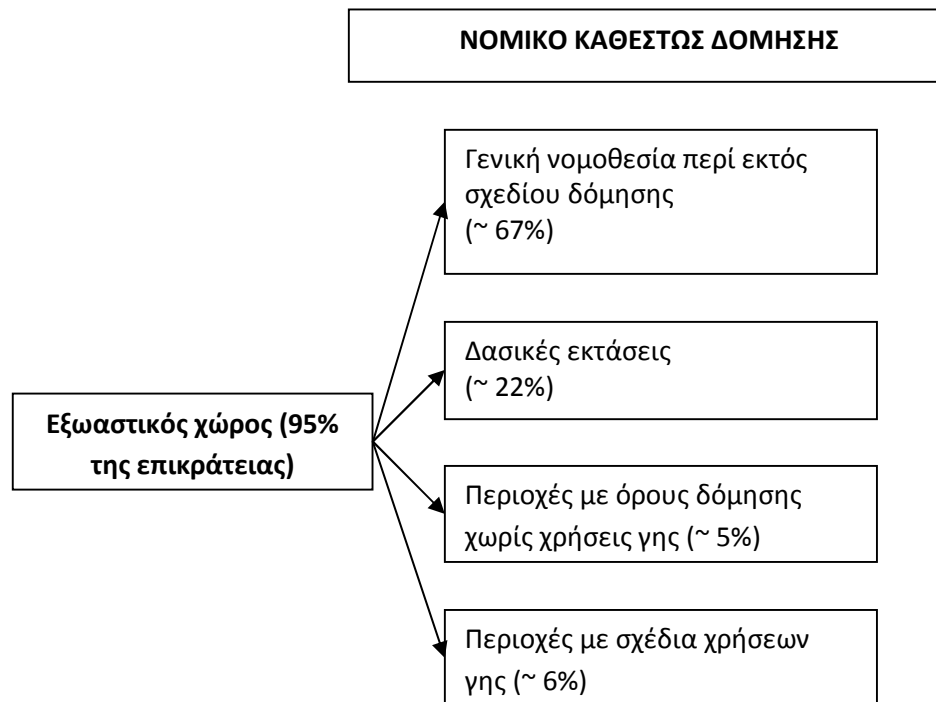 ΝΟΜΙΚΟ ΚΑΘΕΣΤΩΣ ΔΟΜΗΣΗΣ
Γενική νομοθεσία περί εκτός
σχεδίου δόμησης
(~ 67%)
Δασικές εκτάσεις
(~ 22%)
Εξωαστικός χώρος (95%
της επικράτειας)
Περιοχές με όρους δόμησης
χωρίς χρήσεις γης (~ 5%)
Περιοχές με σχέδια χρήσεων
γης (~ 6%)